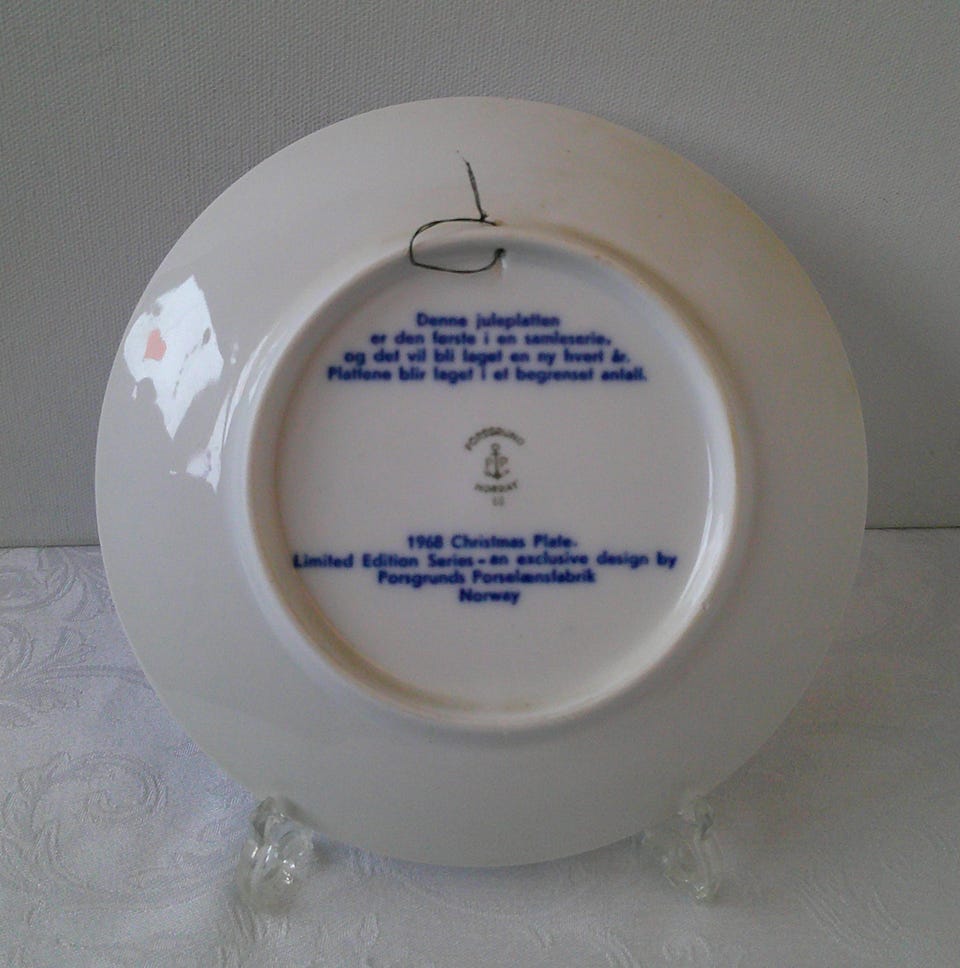 Denne juleplatten
er den første i en samleserie.
og det vil bli laget en ny hvert år.
Plattene blir laget i et begrenset antall.
PORSGRUND
P P
NORWAY
1968 Christmas Plate.
Limited Edition Series - an exclusive design by
Porsgrunds Porselænsfabrik
Norway